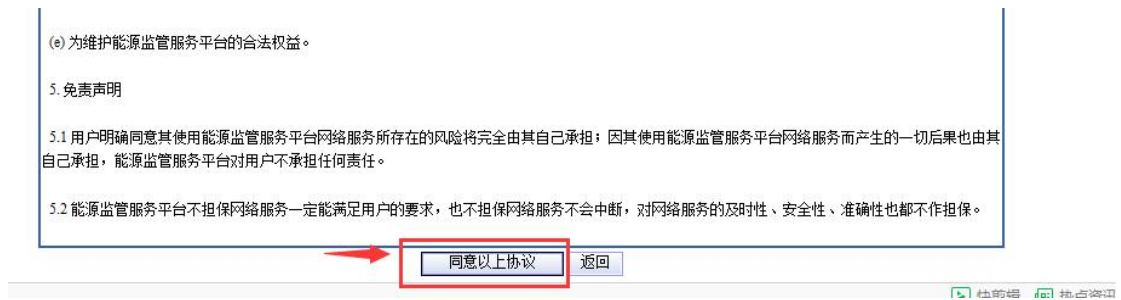 (e) 为维护能源监管服务平台的合法权益。
5. 免责声明
5.1 用户明确同意其使用能源监管服务平台网络服务所存在的风险将完全由其自己承担；因其使用能源监管服务平台网络服务而产生的一切后果也由其
自己承担，能源监管服务平台对用户不承担任何责任。
5.2 能源监管服务平台不担保网络服务一定能满足用户的要求，也不担保网络服务不会中断，对网络服务的及时性、安全性、准确性也都不作担保。
同意以上协议 返回
快剪辑 热点资讯